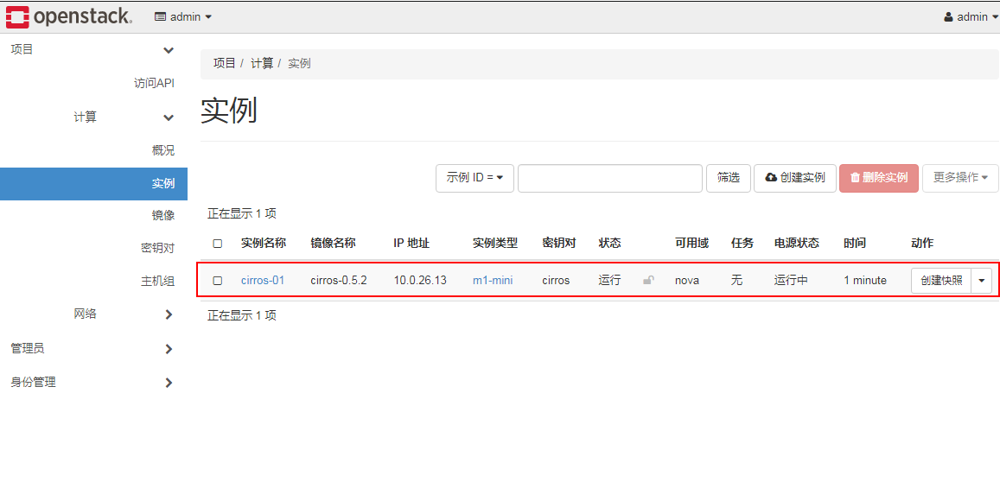 openstack. admin admin
项目
访问API
计算
概况
实例
镜像
密钥对
主机组
网络
管理员
身份管理
项目 / 计算 / 实例
实例
示例 ID = 筛选 创建实例 删除实例 更多操作
正在显示 1 项
实例名称 镜像名称 IP 地址 实例类型 密钥对 状态 可用域 任务 电源状态 时间 动作
cirros-01 cirros-0.5.2 10.0.26.13 m1-mini cirros 运行 nova 无 运行中 1 minute 创建快照
正在显示 1 项